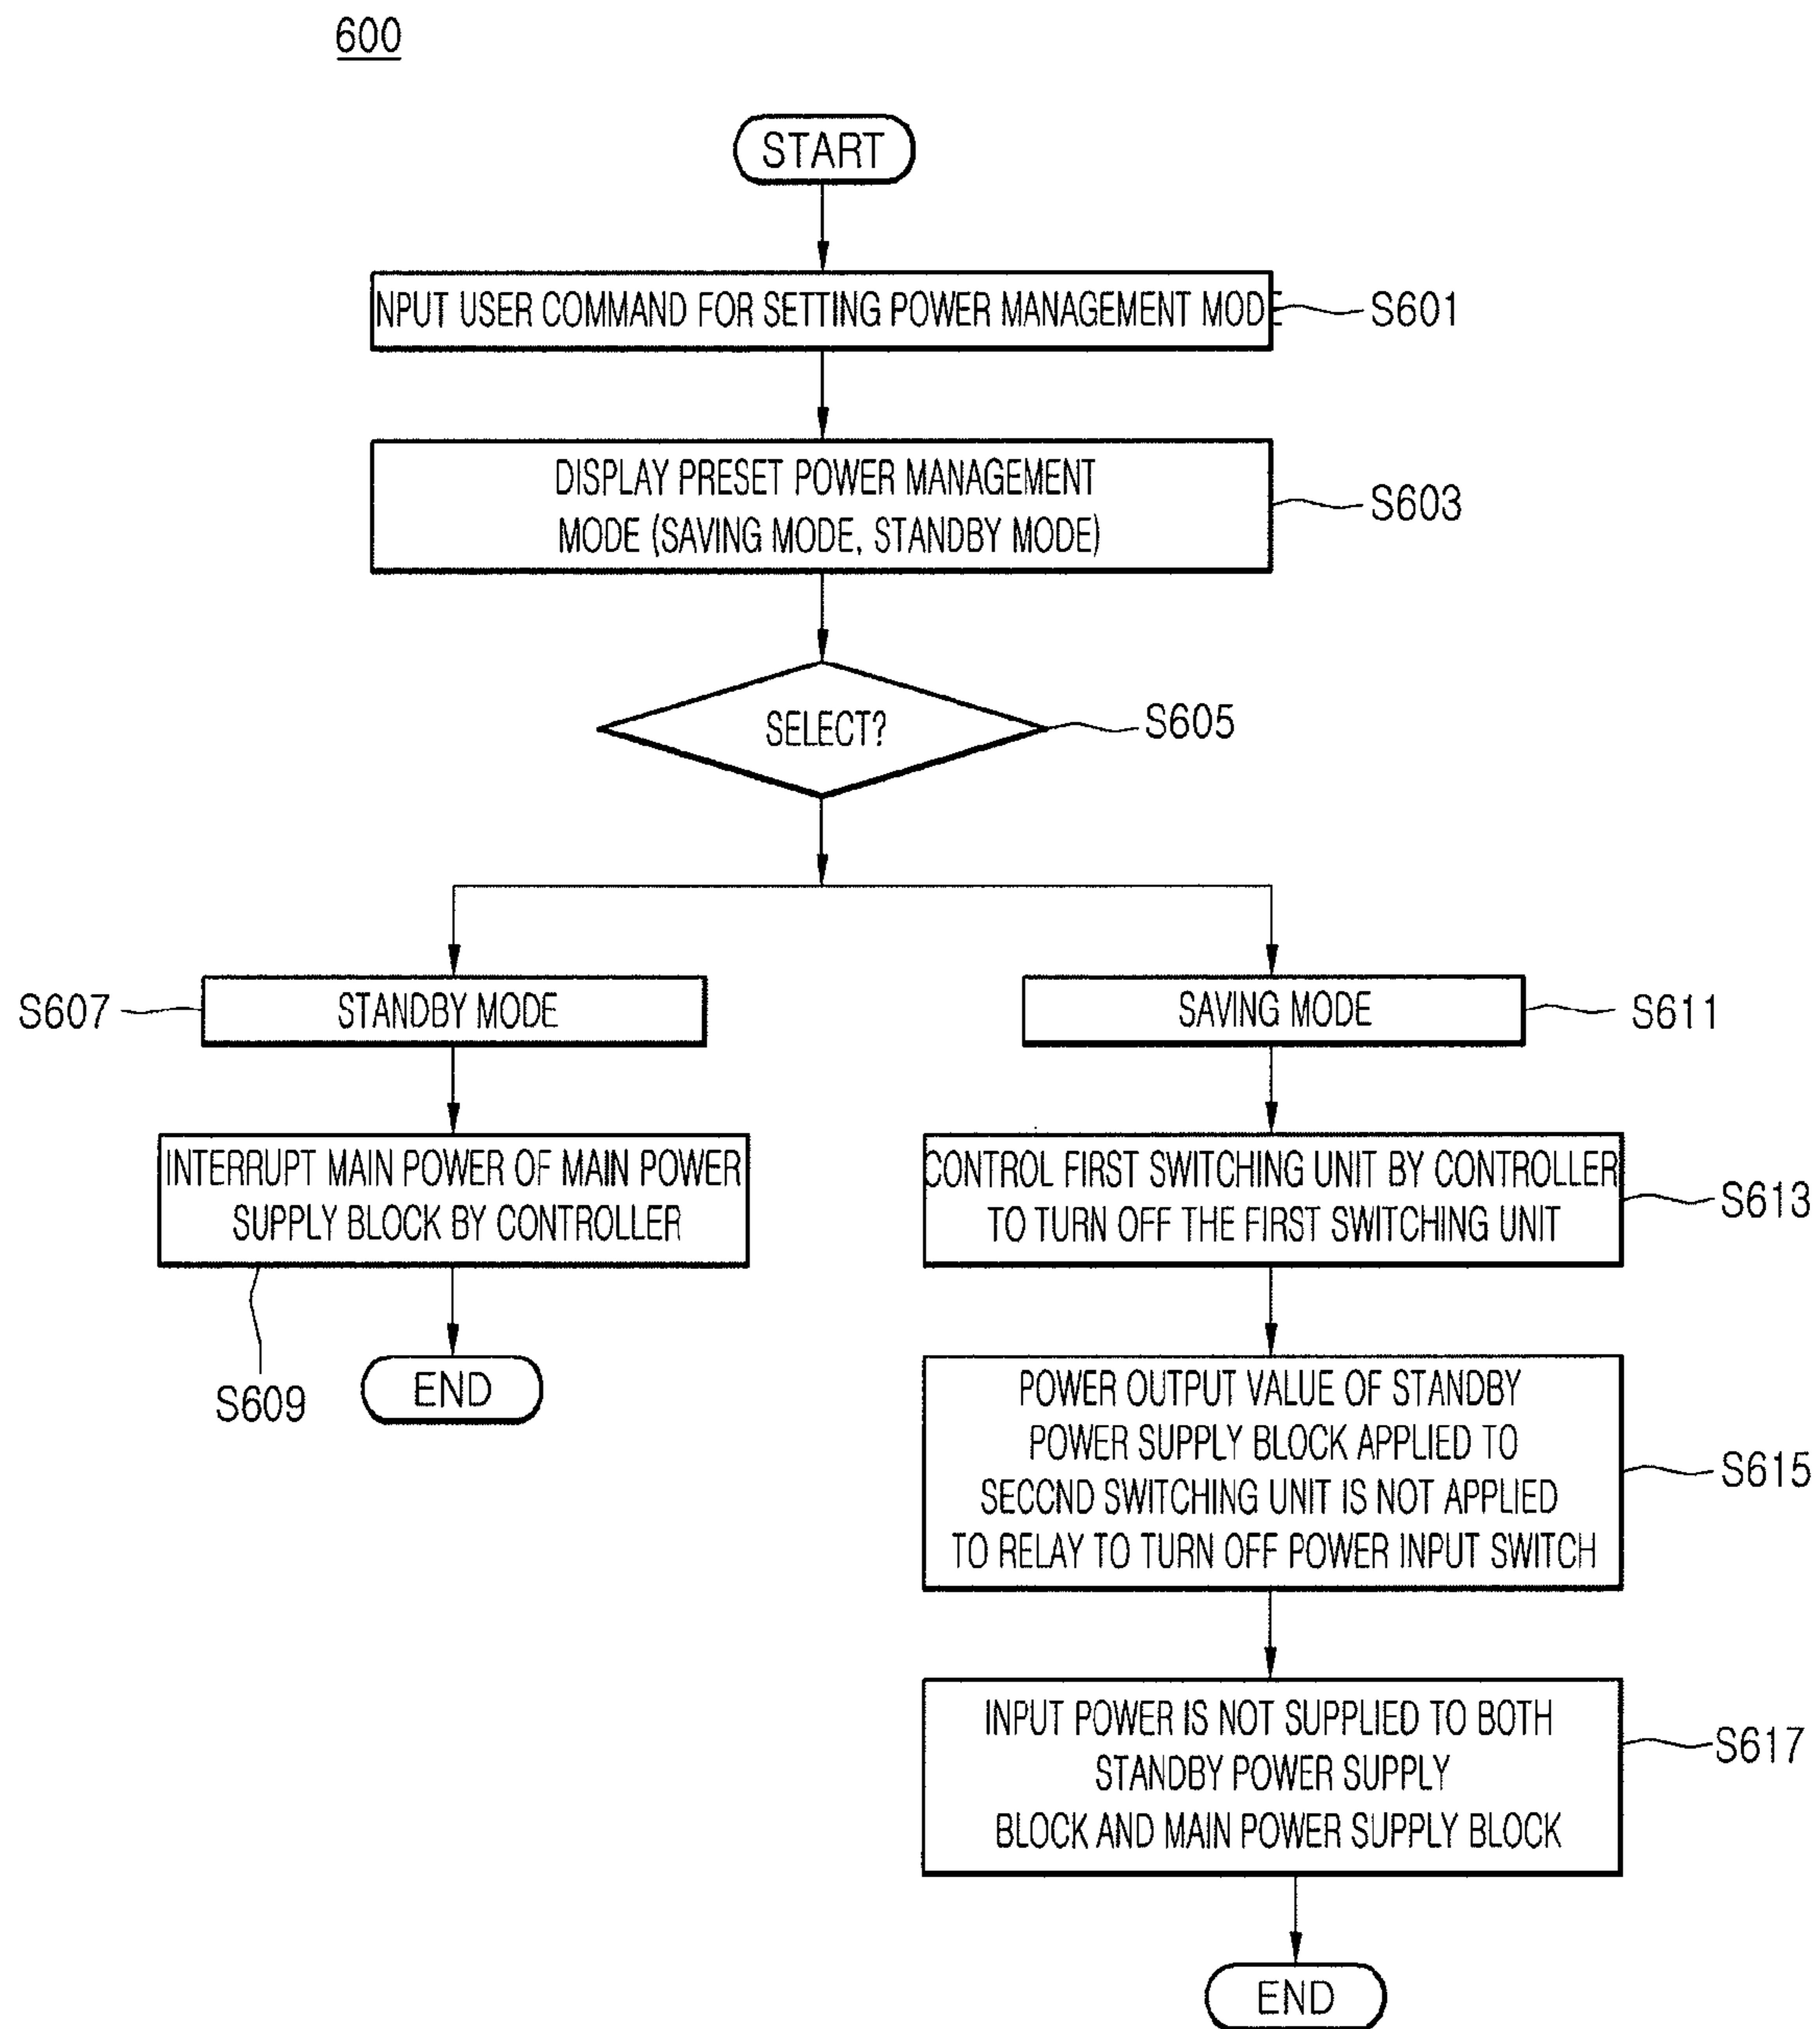 600
START
NPUT USER COMMAND FOR SETTING POWER MANAGEMENT MODE
S601
DISPLAY PRESET POWER MANAGEMENT
MODE (SAVING MODE, STANDBY MODE)
S603
SELECT?
S605
S607
STANDBY MODE
SAVING MODE
S611
INTERRUPT MAIN POWER OF MAIN POWER
SUPPLY BLOCK BY CONTROLLER
S609
END
CONTROL FIRST SWITCHING UNIT BY CONTROLLER
TO TURN OFF THE FIRST SWITCHING UNIT
S613
POWER OUTPUT VALUE OF STANDBY
POWER SUPPLY BLOCK APPLIED TO
SECCND SWITCHING UNIT IS NOT APPLIED
TO RELAY TO TURN OFF POWER INPUT SWITCH
S615
INPUT POWER IS NOT SUPPLIED TO BOTH
STANDBY POWER SUPPLY
BLOCK AND MAIN POWER SUPPLY BLOCK
S617
END